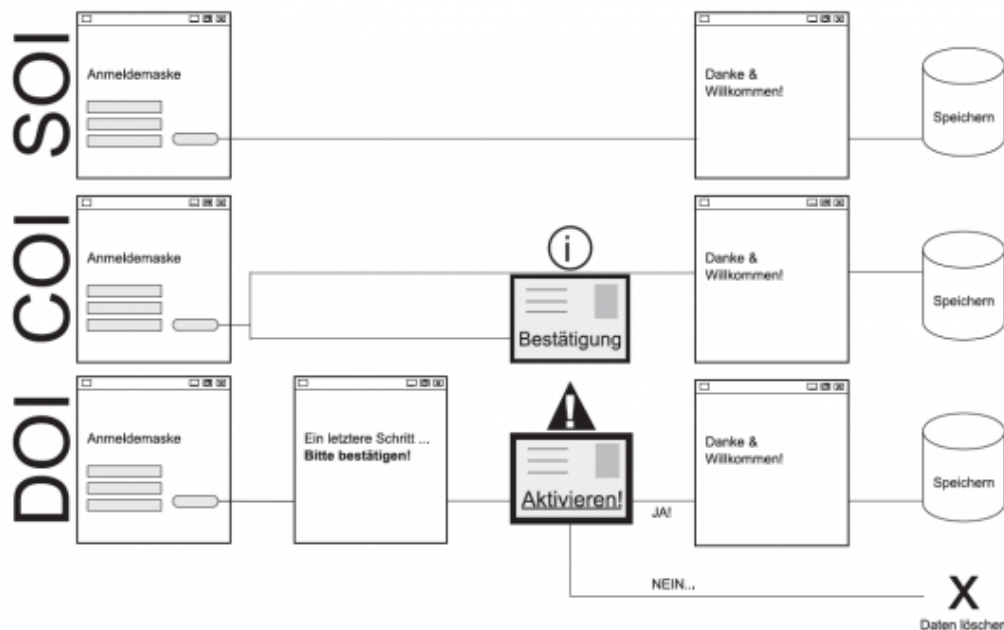 SOI
Anmeldemaske
Danke &
Willkommen!
Speichern
COI
Anmeldemaske
i
Bestätigung
Danke &
Willkommen!
Speichern
DOI
Anmeldemaske
Ein letztere Schritt ...
Bitte bestätigen!
!
Aktivieren!
JA!
Danke &
Willkommen!
Speichern
NEIN...
X
Daten löschen